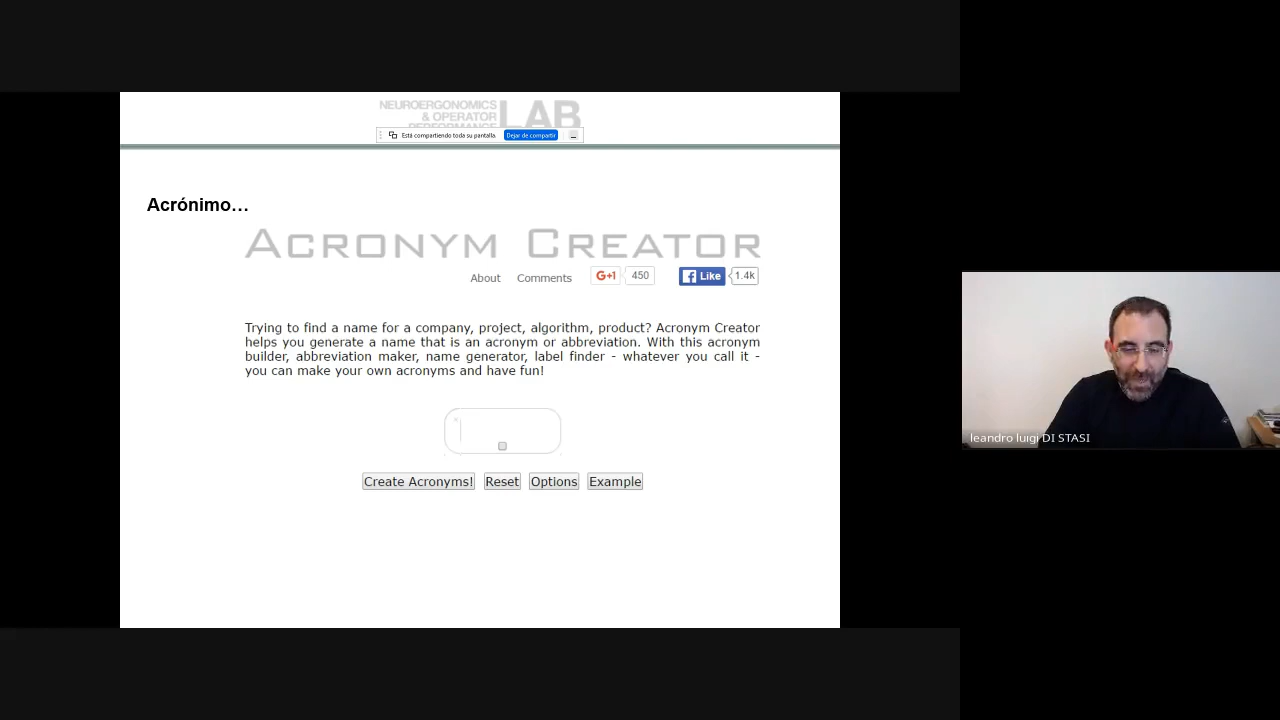 NEUROERGONOMICS
& OPERATOR
PERFORMANCE
LAB
Está compartiendo toda su pantalla.
Dejar de compartir
Acrónimo...
ACRONYM CREATOR
About Comments G+1 450 Like 1.4k
Trying to find a name for a company, project, algorithm, product? Acronym Creator
helps you generate a name that is an acronym or abbreviation. With this acronym
builder, abbreviation maker, name generator, label finder - whatever you call it -
you can make your own acronyms and have fun!
Create Acronyms! Reset Options Example
leandro luigi DI STASI